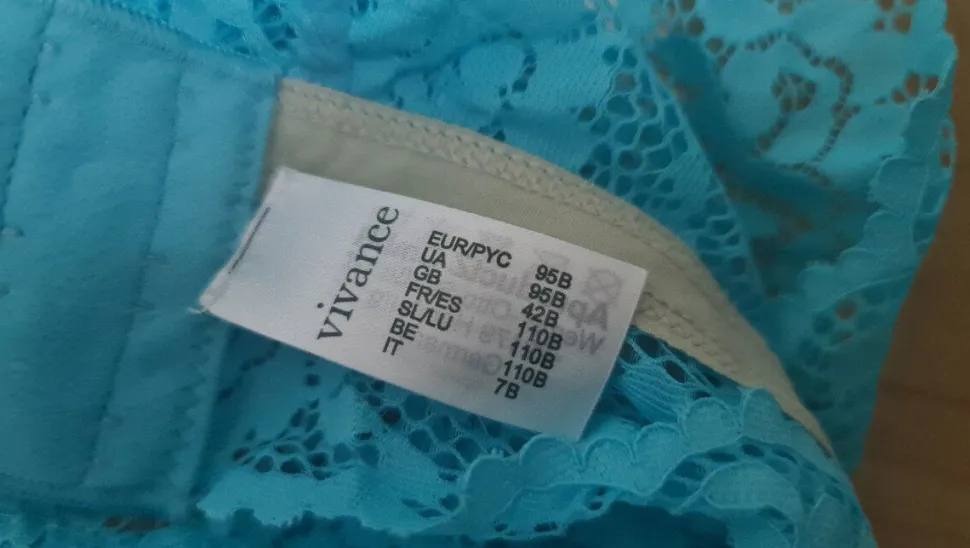 vivance
EUR/PYC 95B
UA 95B
GB 42B
FR/ES 110B
SL/LU 110B
BE 110B
IT 7B